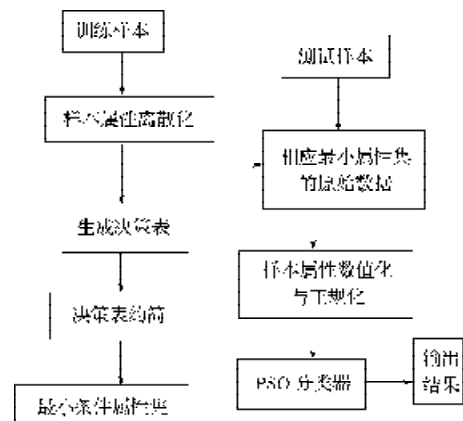 训练样本
样本属性离散化
生成决策表
决策表约简
最小条件属性集
测试样本
相应最小属性集
的原始数据
样本属性数值化
与正规化
PSO 分类器
输出
结果